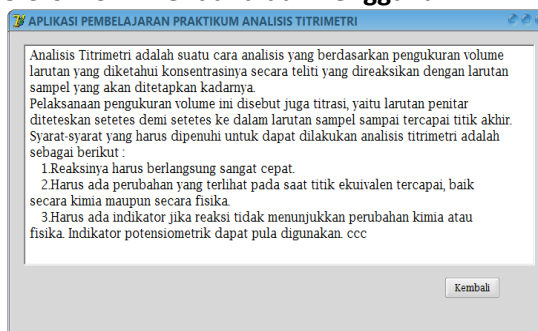 APLIKASI PEMBELAJARAN PRAKTIKUM ANALISIS TITRIMETRI
Analisis Titrimetri adalah suatu cara analisis yang berdasarkan pengukuran volume
larutan yang diketahui konsentrasinya secara teliti yang direaksikan dengan larutan
sampel yang akan ditetapkan kadarnya.
Pelaksanaan pengukuran volume ini disebut juga titrasi, yaitu larutan penitar
diteteskan setetes demi setetes ke dalam larutan sampel sampai tercapai titik akhir.
Syarat-syarat yang harus dipenuhi untuk dapat dilakukan analisis titrimetri adalah
sebagai berikut :
1.Reaksinya harus berlangsung sangat cepat.
2.Harus ada perubahan yang terlihat pada saat titik ekuivalen tercapai, baik
secara kimia maupun secara fisika.
3.Harus ada indikator jika reaksi tidak menunjukkan perubahan kimia atau
fisika. Indikator potensiometrik dapat pula digunakan. ccc
Kembali